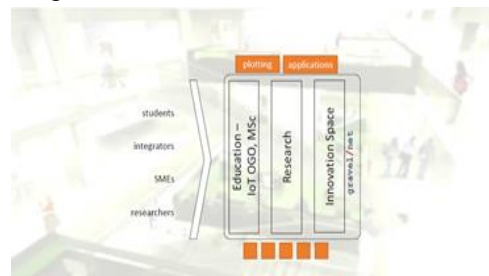 plotting applications
students
integrators
SMEs
researchers
Education –
IoT OGO, MSc
Research
Innovation Space
gravel/net